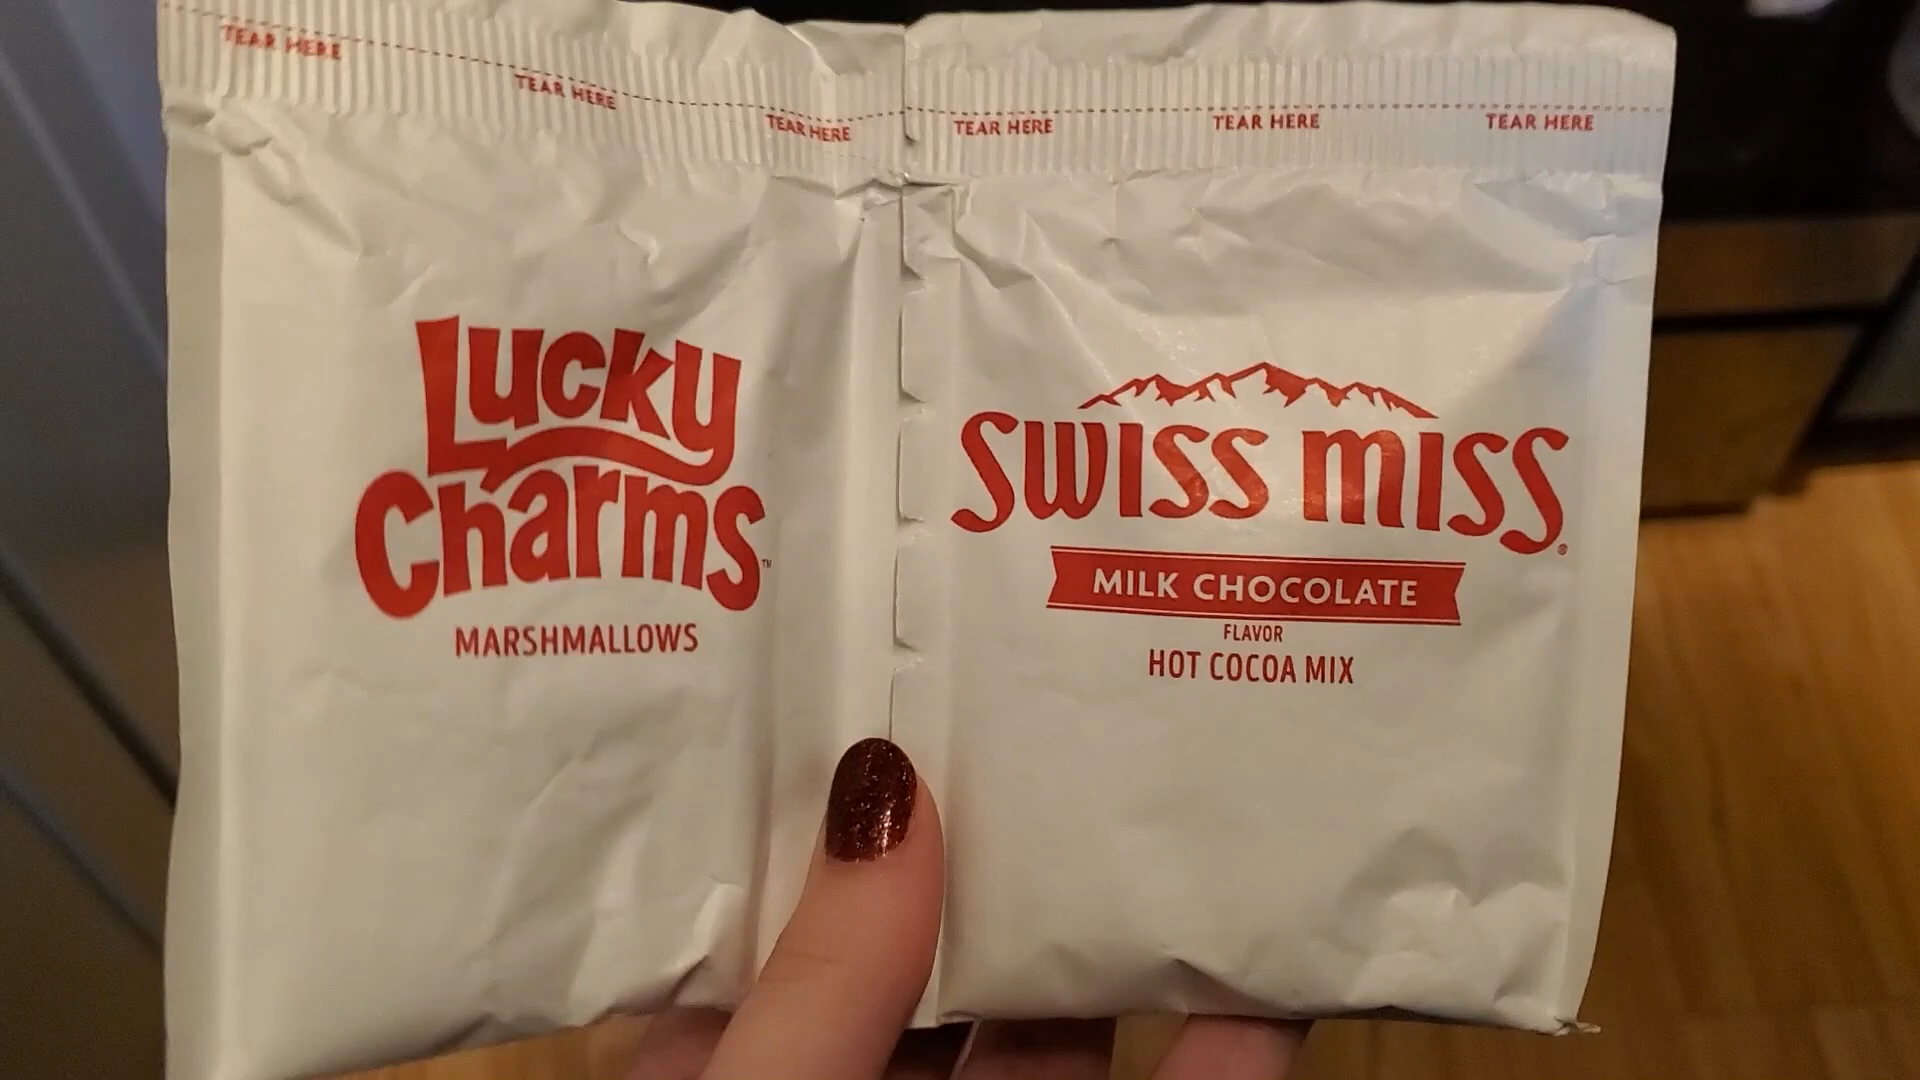 TEAR HERE TEAR HERE TEAR HERE TEAR HERE TEAR HERE TEAR HERE
Lucky
Charms™
MARSHMALLOWS
SWISS MISS®
MILK CHOCOLATE
FLAVOR
HOT COCOA MIX